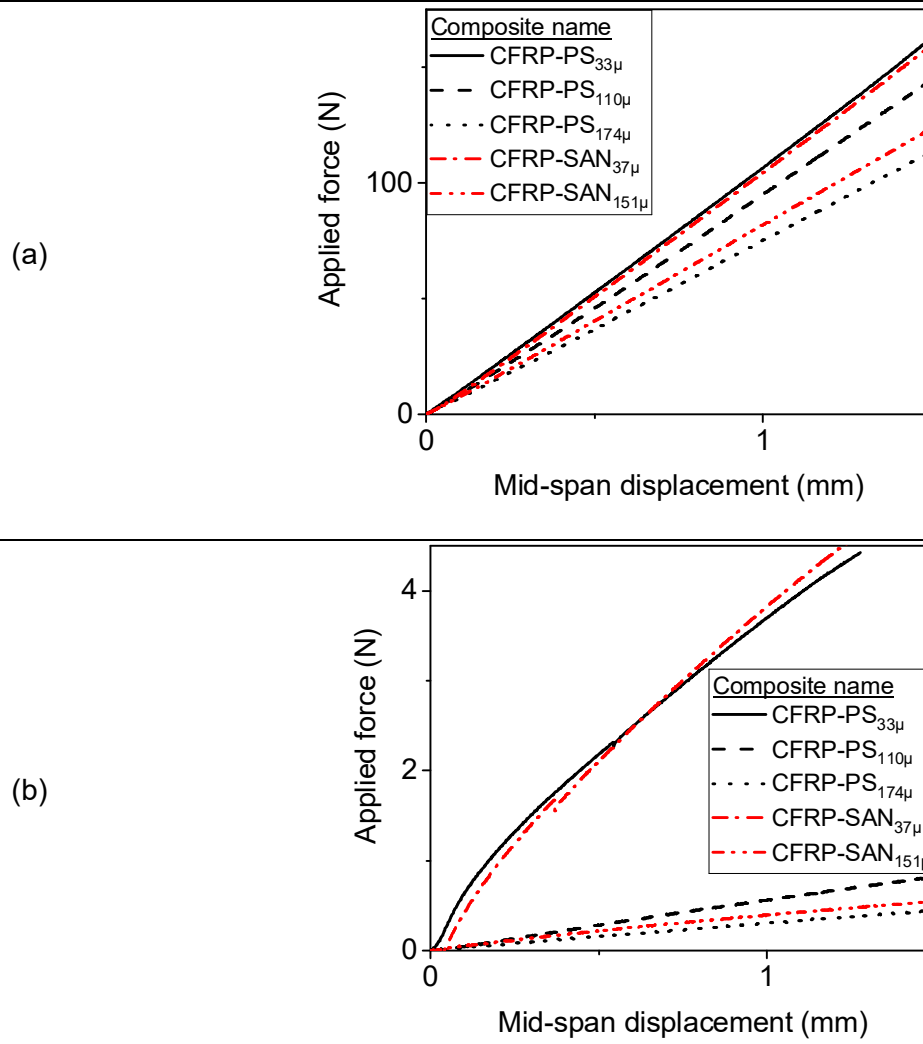 (a)
Applied force (N)
100
0
Composite name
CFRP-PS33µ
CFRP-PS110µ
CFRP-PS174µ
CFRP-SAN37µ
CFRP-SAN151µ
0 1
Mid-span displacement (mm)
(b)
Applied force (N)
4
2
0
Composite name
CFRP-PS33µ
CFRP-PS110µ
CFRP-PS174µ
CFRP-SAN37µ
CFRP-SAN151µ
0 1
Mid-span displacement (mm)